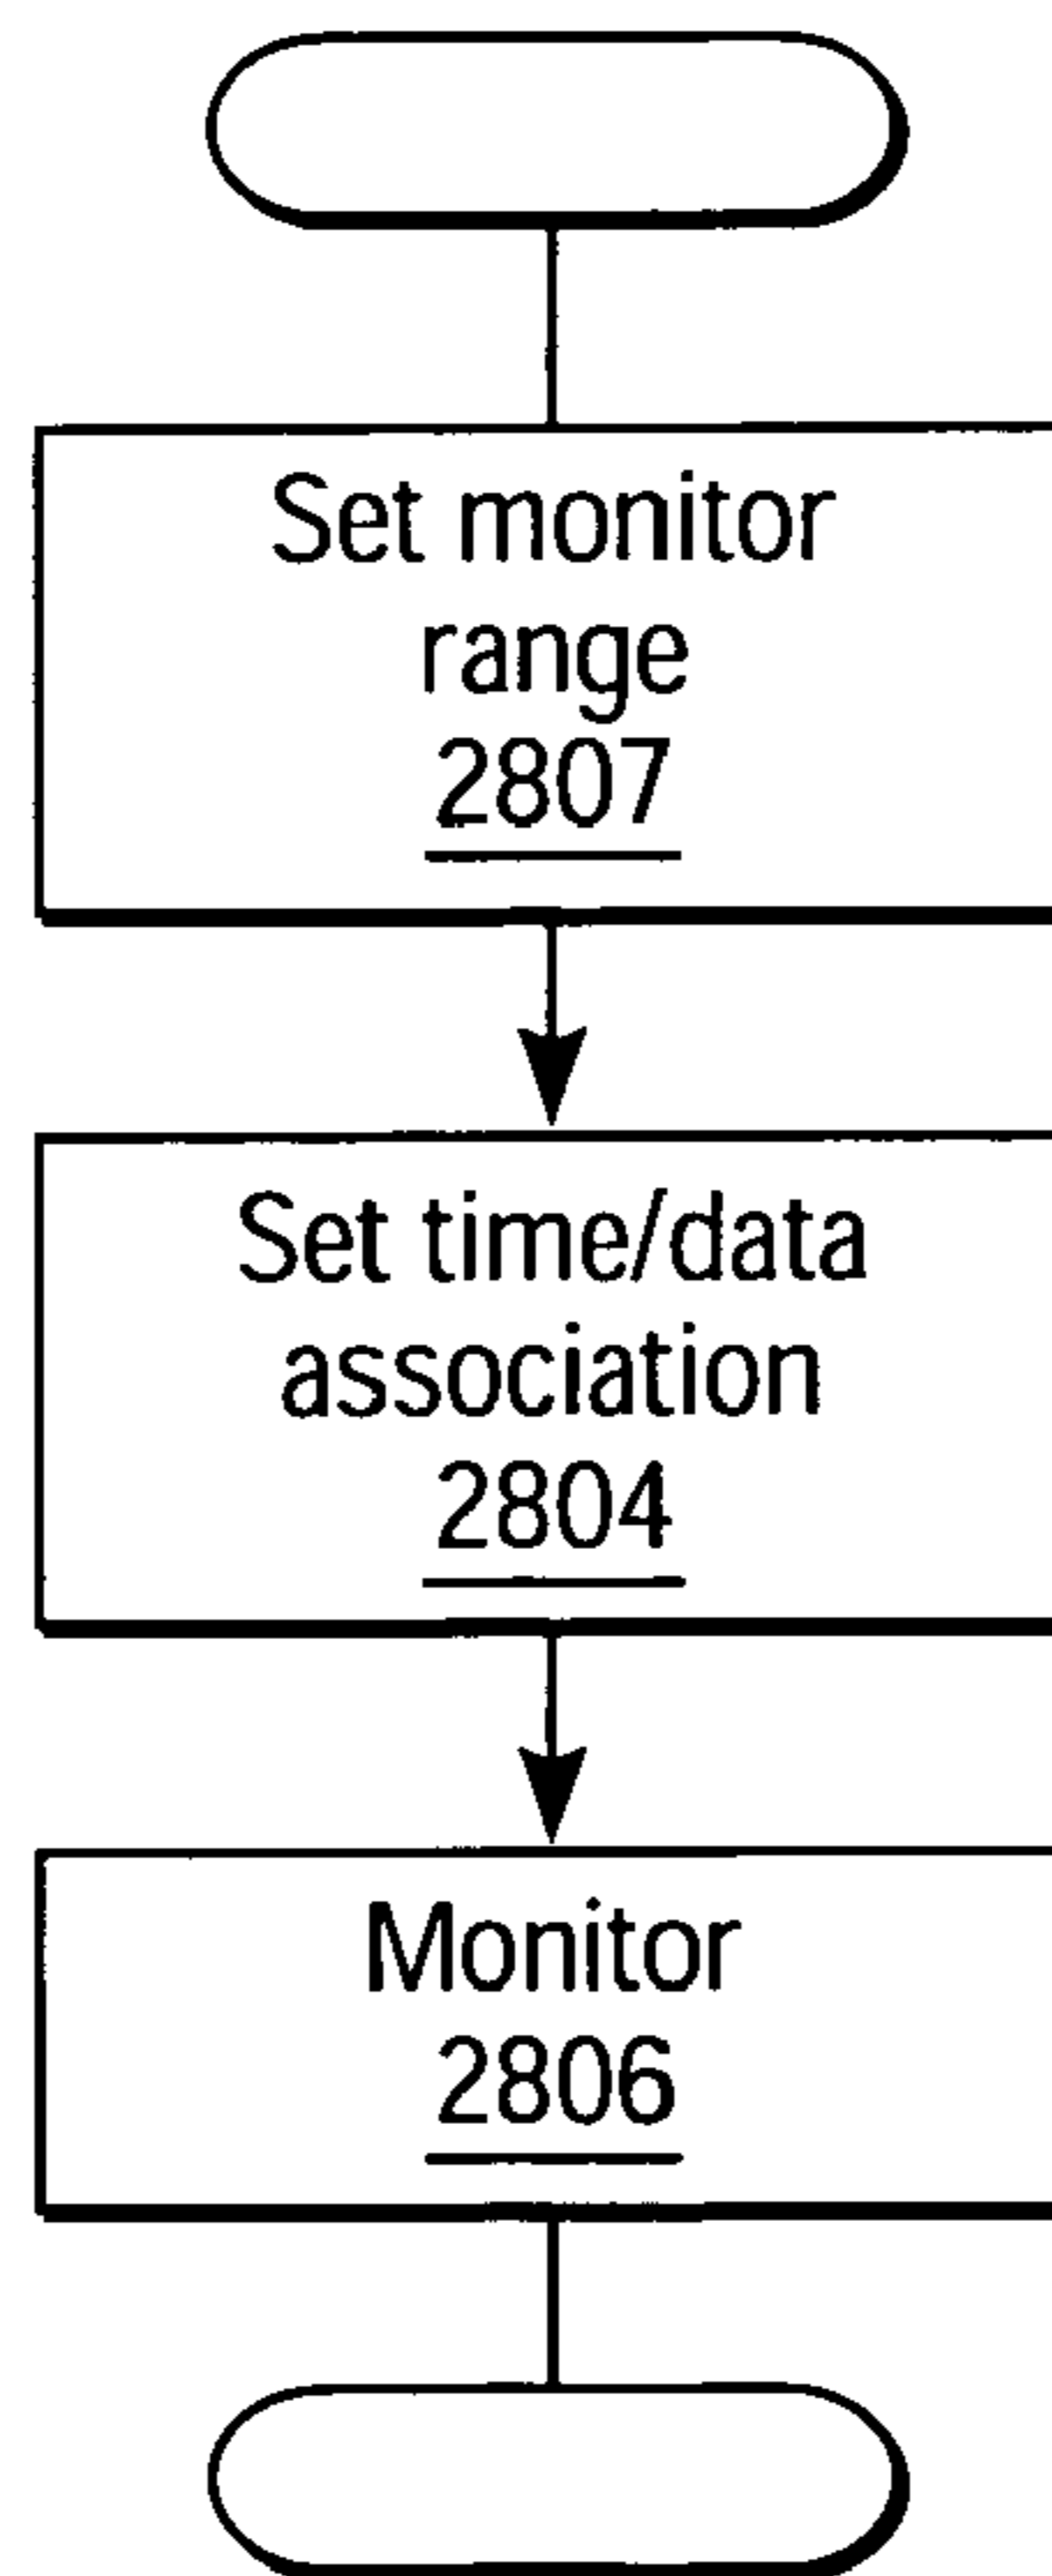 Set monitor
range
2807
Set time/data
association
2804
Monitor
2806